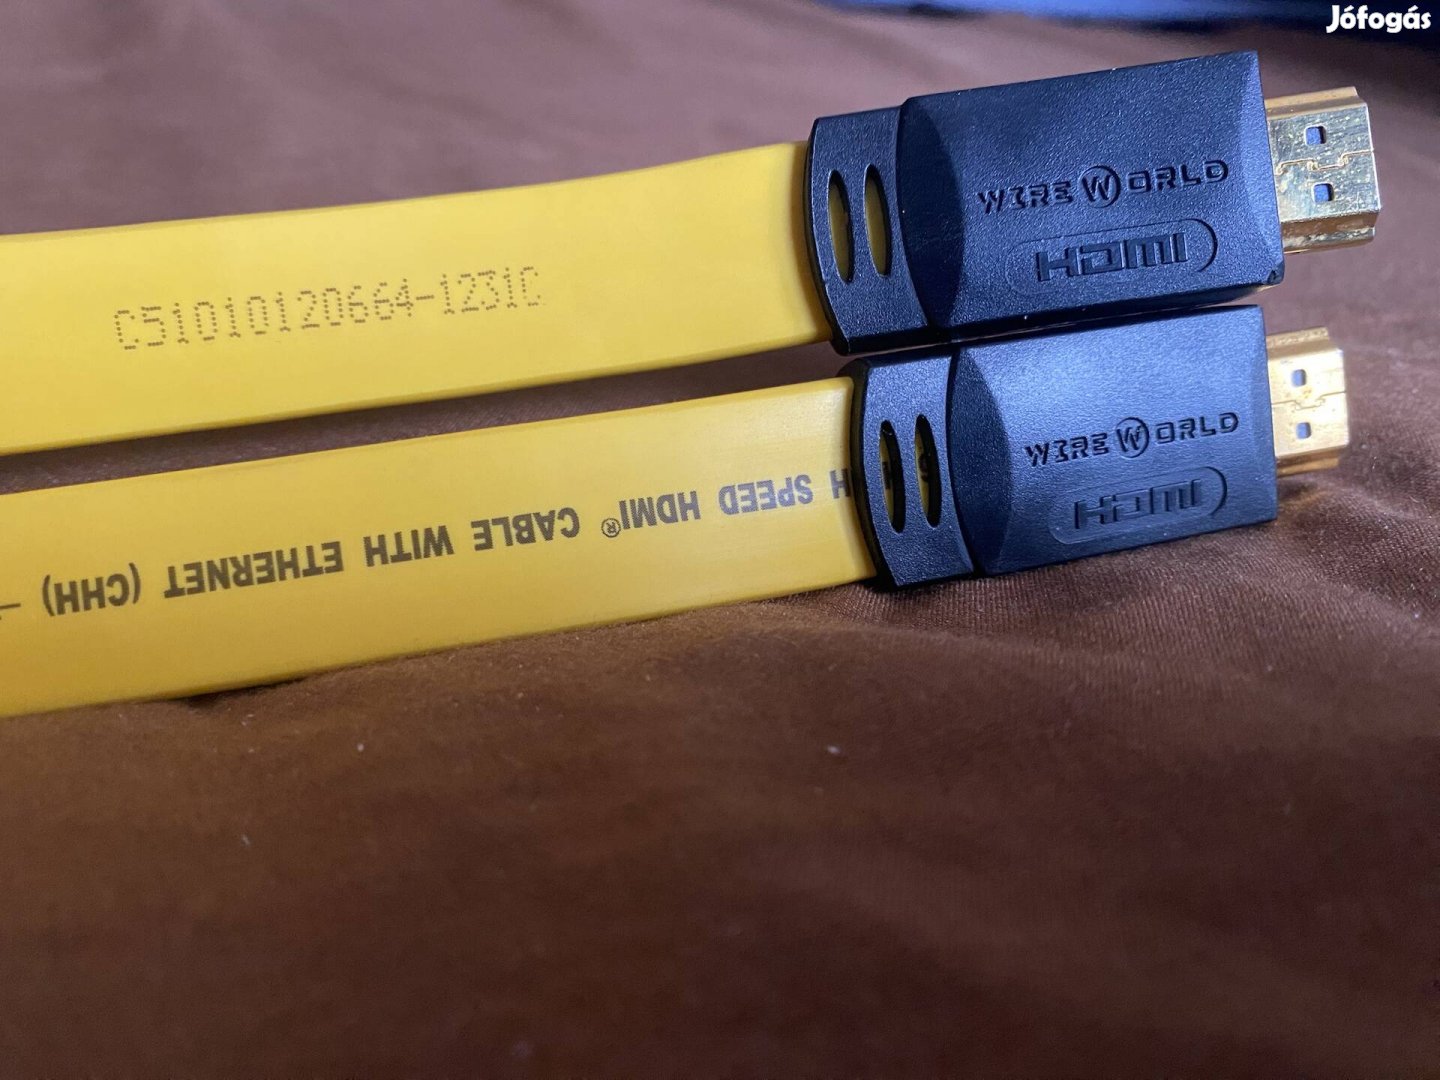 Jófogás
WIREWORLD
HDMI
C51010120664-1231C
WIREWORLD
HDMI
H SPEED HDMI® CABLE WITH ETHERNET (CHH)